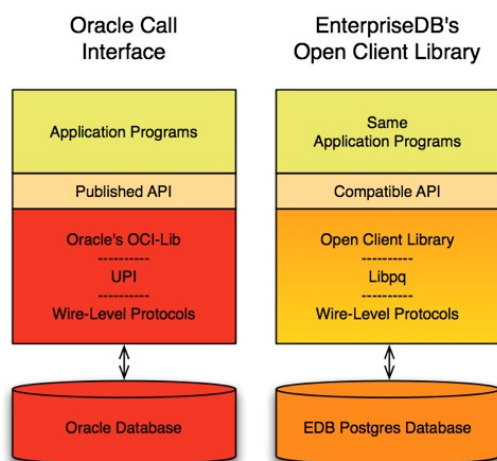 Oracle Call
Interface
Application Programs
Published API
Oracle's OCI-Lib
----------
UPI
----------
Wire-Level Protocols
Oracle Database
EnterpriseDB's
Open Client Library
Same
Application Programs
Compatible API
Open Client Library
----------
Libpq
----------
Wire-Level Protocols
EDB Postgres Database